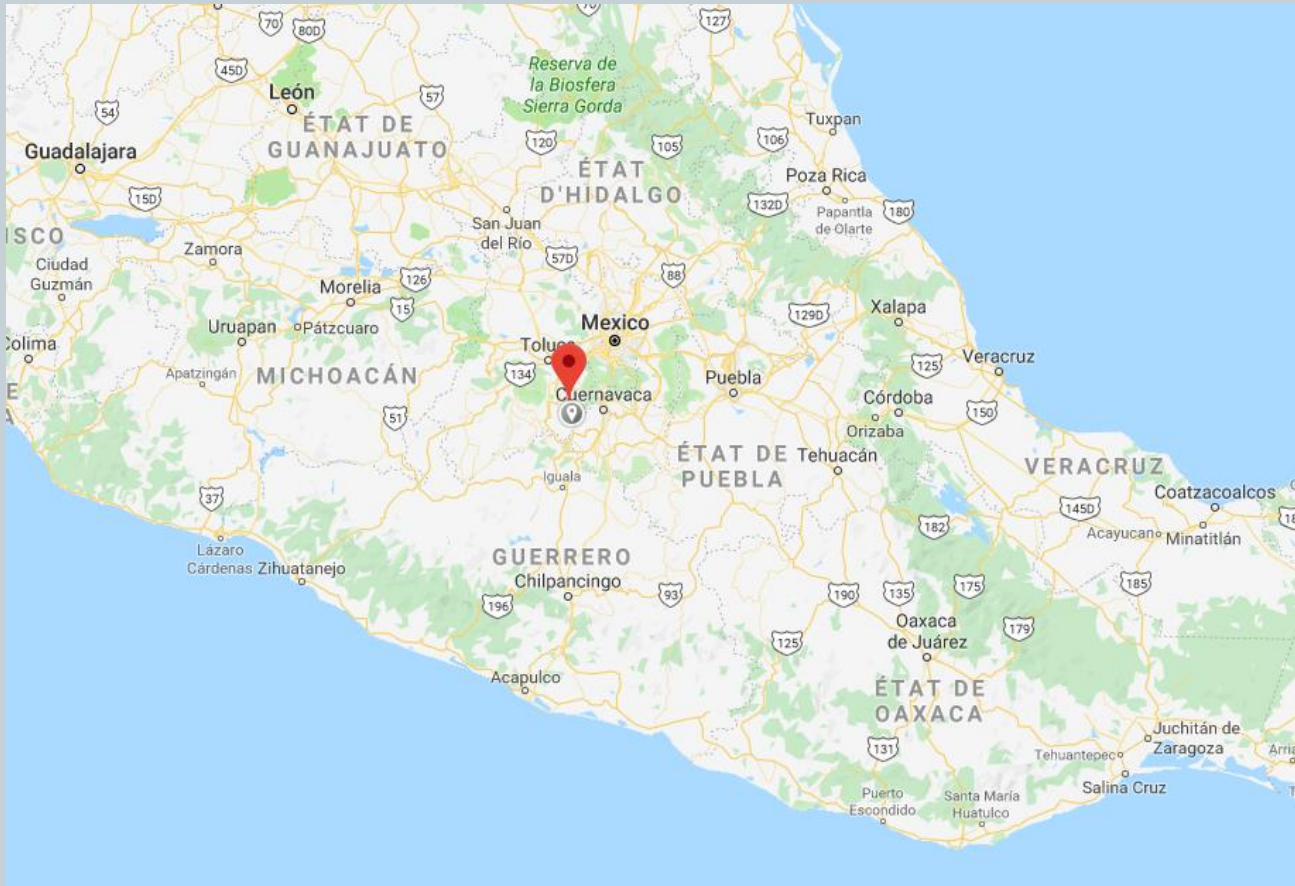 70
127
70
80D
45D
Reserva de
la Biosfera
Sierra Gorda
57
León
54
ÉTAT DE
GUANAJUATO
Tuxpan
120
105
106
Guadalajara
ÉTAT
D'HIDALGO
Poza Rica
15D
132D
180
Papantla
de Olarte
San Juan
del Río
ISCO
Zamora
57D
88
Ciudad
Guzmán
126
Morelia
15
Xalapa
129D
Uruapan
Pátzcuaro
Mexico
Colima
Toluca
Veracruz
Apatzingán
MICHOACÁN
134
Puebla
125
E
A
Cuernavaca
Córdoba
150
51
Orizaba
ÉTAT DE
PUEBLA
Tehuacán
VERACRUZ
Iguala
Coatzacoalcos
37
145D
18
182
Acayucan
Minatitlán
Lázaro
Cárdenas
Zihuatanejo
GUERRERO
Chilpancingo
175
185
196
93
190
135
Oaxaca
de Juárez
179
125
Acapulco
ÉTAT DE
OAXACA
Juchitán de
Zaragoza
131
Tehuantepec
Arria
Salina Cruz
Puerto
Escondido
Santa María
Huatulco
T